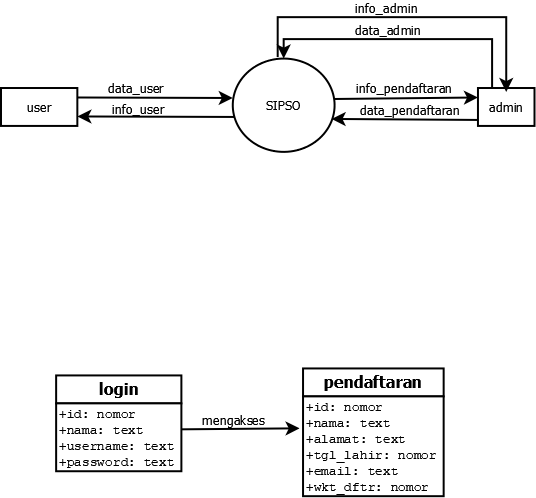 info_admin
data_admin
data_user
info_pendaftaran
user
SIPSO
admin
info_user
data_pendaftaran
login
+id: nomor
+nama: text
+username: text
+password: text
mengakses
pendaftaran
+id: nomor
+nama: text
+alamat: text
+tgl_lahir: nomor
+email: text
+wkt_dftr: nomor